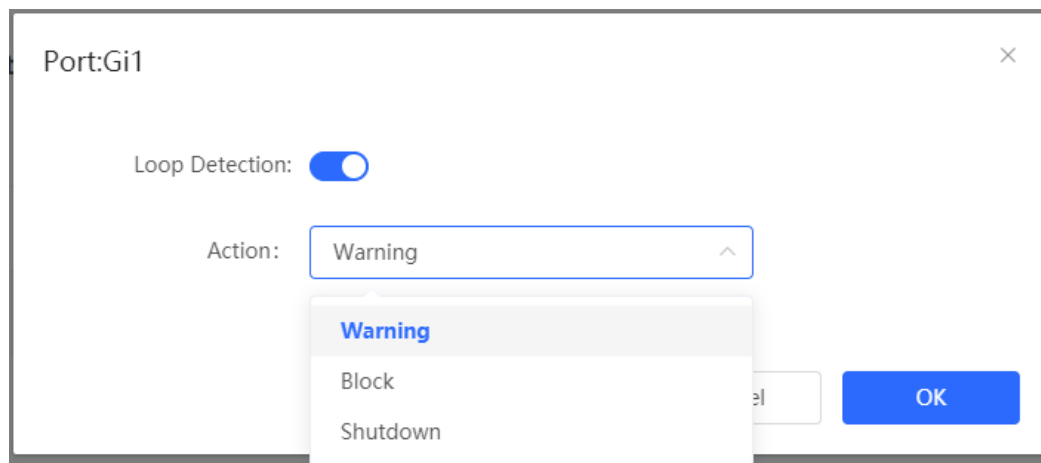 Port:Gi1
Loop Detection:
Action:
Warning
Warning
Block
Shutdown
OK